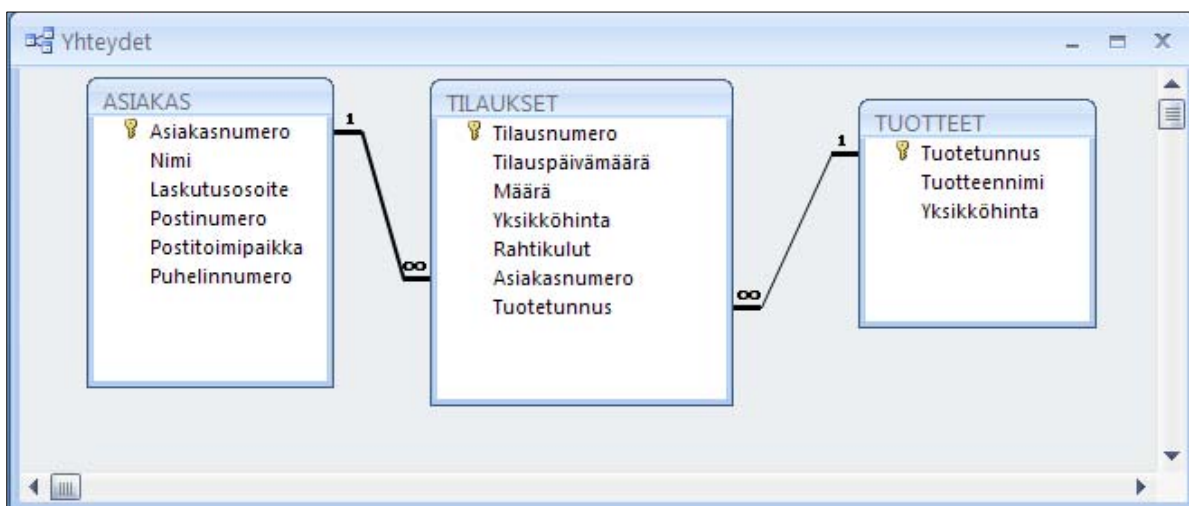 Yhteydet
ASIAKAS
Asiakasnumero
Nimi
Laskutusosoite
Postinumero
Postitoimipaikka
Puhelinnumero
1
∞
TILAUKSET
Tilausnumero
Tilauspäivämäärä
Määrä
Yksikköhinta
Rahtikulut
Asiakasnumero
Tuotetunnus
∞
1
TUOTTEET
Tuotetunnus
Tuotteennimi
Yksikköhinta